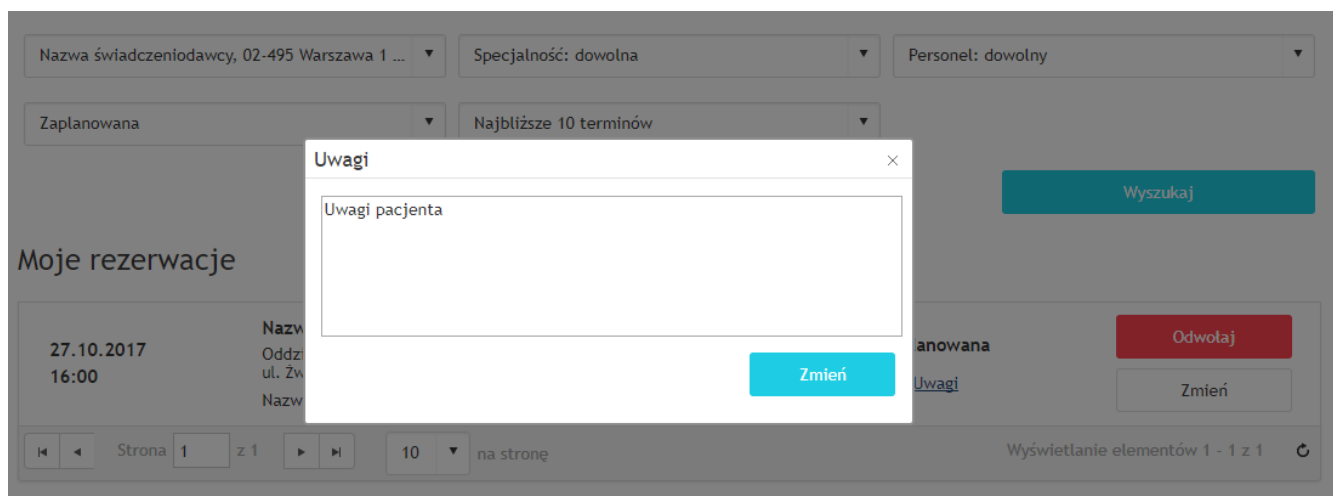 Nazwa świadczeniodawcy, 02-495 Warszawa 1 ...
Specjalność: dowolna
Personel: dowolny
Zaplanowana
Najbliższe 10 terminów
Uwagi
Uwagi pacjenta
Zmień
Wyszukaj
Moje rezerwacje
27.10.2017
16:00
ul.
anowana
Uwagi
Odwołaj
Zmień
Strona 1 z 1
10 na stronę
Wyświetlanie elementów 1 - 1 z 1